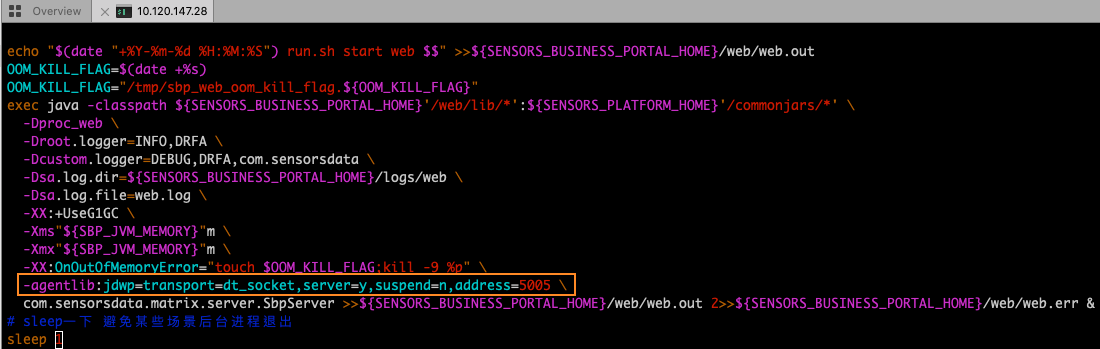 Overview
10.120.147.28
echo "$(date "+%Y-%m-%d %H:%M:%S") run.sh start web $$" >>${SENSORS_BUSINESS_PORTAL_HOME}/web/web.out
OOM_KILL_FLAG=$(date +%s)
OOM_KILL_FLAG="/tmp/sbp_web_oom_kill_flag.${OOM_KILL_FLAG}"
exec java -classpath ${SENSORS_BUSINESS_PORTAL_HOME}'/web/lib/*':${SENSORS_PLATFORM_HOME}'/commonjars/*' \
-Dproc_web \
-Droot.logger=INFO,DRFA \
-Dcustom.logger=DEBUG,DRFA,com.sensorsdata \
-Dsa.log.dir=${SENSORS_BUSINESS_PORTAL_HOME}/logs/web \
-Dsa.log.file=web.log \
-XX:+UseG1GC \
-Xms"${SBP_JVM_MEMORY}"m \
-Xmx"${SBP_JVM_MEMORY}"m \
-XX:OnOutOfMemoryError="touch $OOM_KILL_FLAG;kill -9 %p" \
-agentlib:jdwp=transport=dt_socket,server=y,suspend=n,address=5005 \
com.sensorsdata.matrix.server.SbpServer >>${SENSORS_BUSINESS_PORTAL_HOME}/web/web.out 2>>${SENSORS_BUSINESS_PORTAL_HOME}/web/web.err &
# sleep一下 避免某些场景后台进程退出
sleep 1